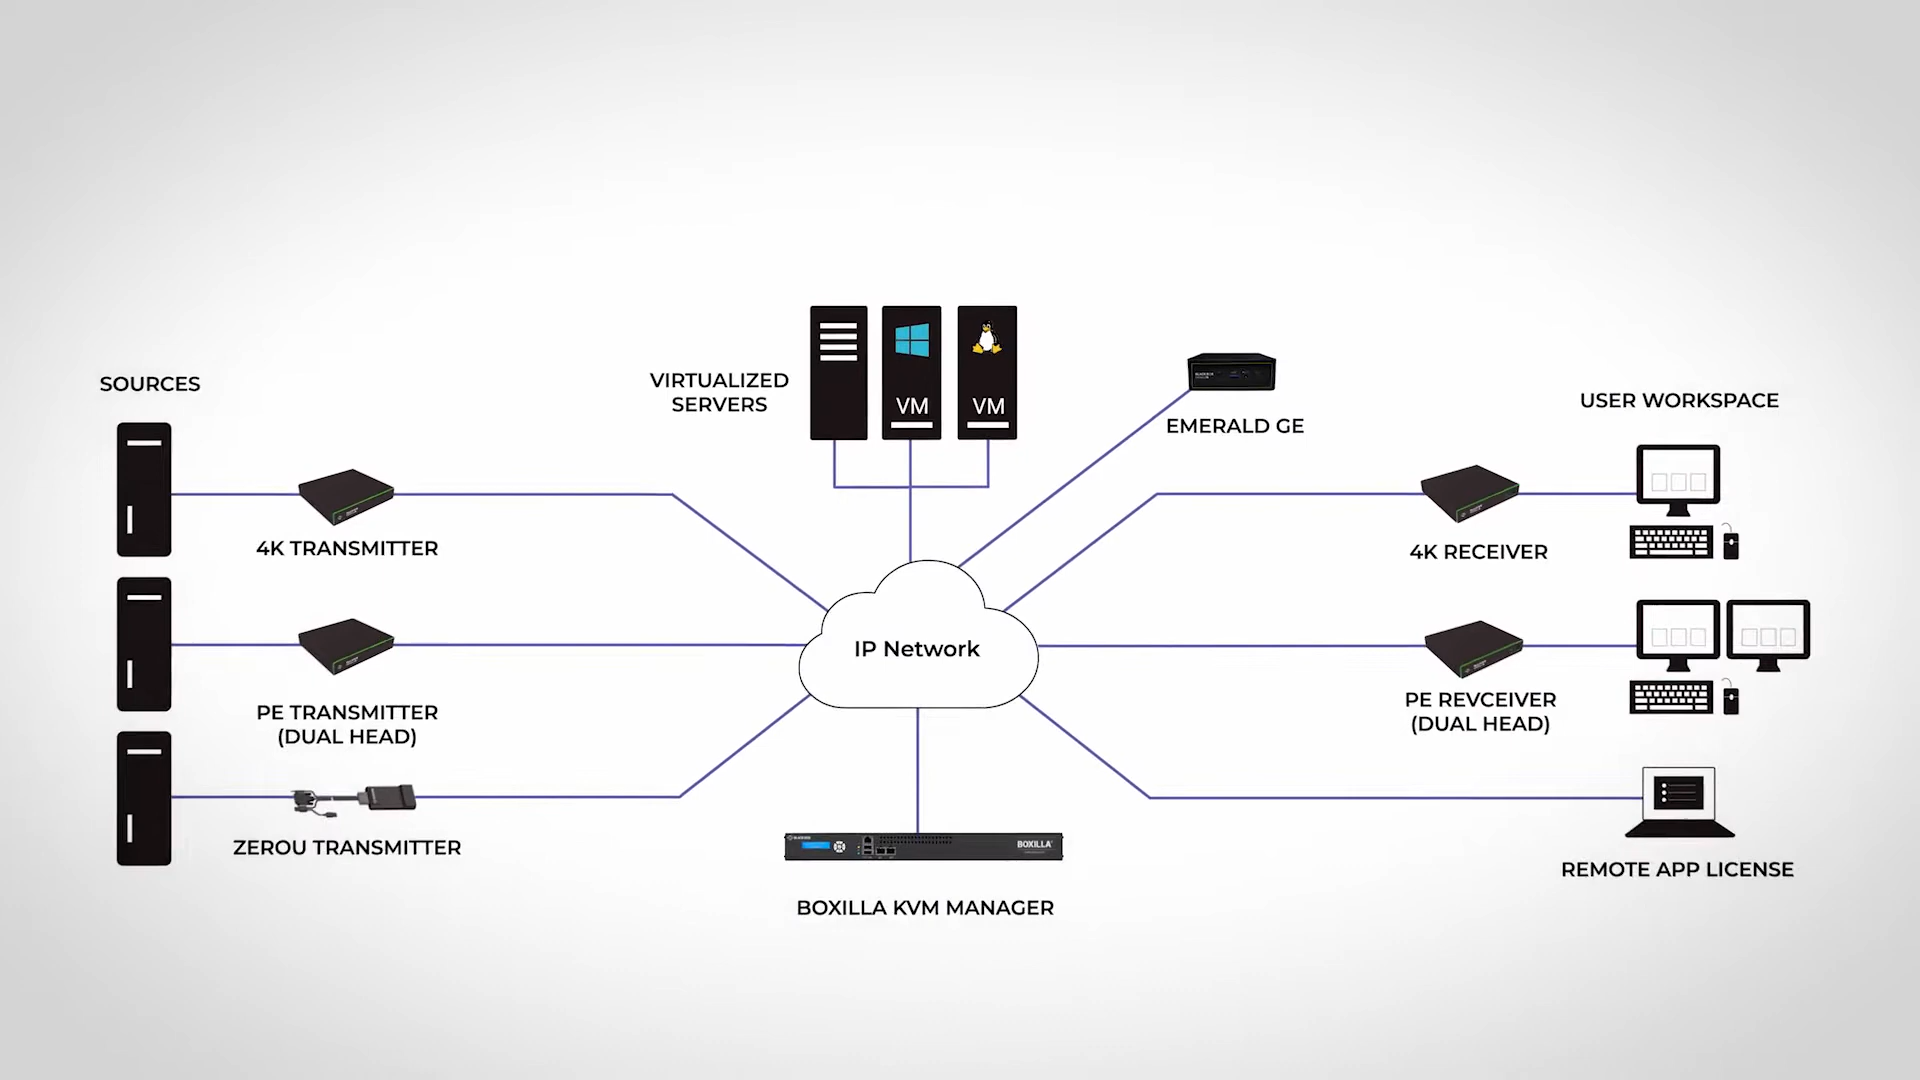 SOURCES
4K TRANSMITTER
PE TRANSMITTER
(DUAL HEAD)
ZEROU TRANSMITTER
VIRTUALIZED
SERVERS
VM
VM
EMERALD GE
IP Network
BOXILLA
BOXILLA KVM MANAGER
USER WORKSPACE
4K RECEIVER
PE REVCEIVER
(DUAL HEAD)
REMOTE APP LICENSE